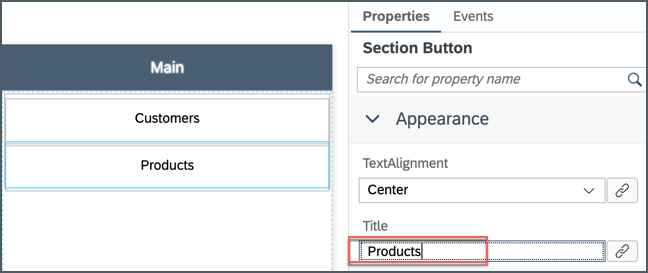 Main
Customers
Products
Properties Events
Section Button
Search for property name
Appearance
TextAlignment
Center
Title
Products